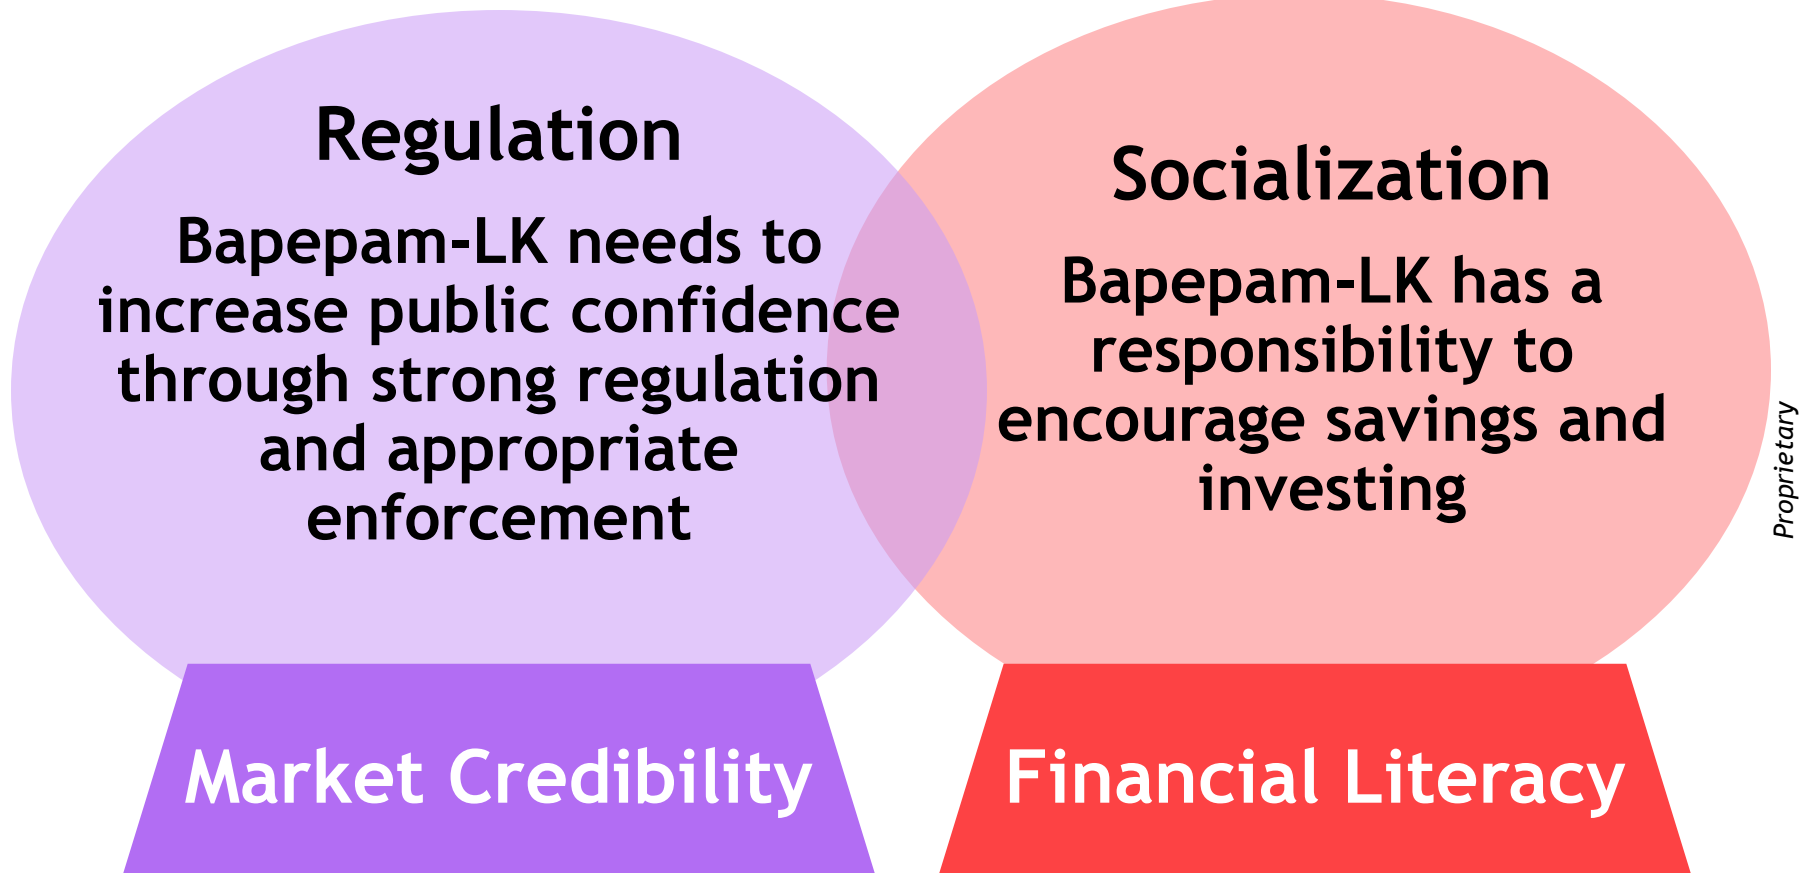 Regulation
Bapepam-LK needs to
increase public confidence
through strong regulation
and appropriate
enforcement
Socialization
Bapepam-LK has a
responsibility to
encourage savings and
investing
Proprietary
Market Credibility
Financial Literacy